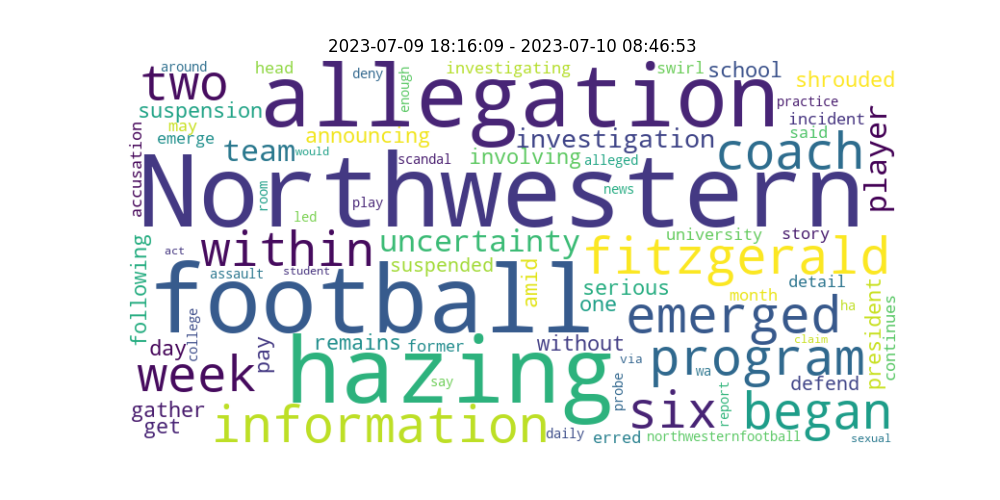 2023-07-09 18:16:09 - 2023-07-10 08:46:53
around
head
deny
enough
investigating
swirl
school
two
allegation
shrouded
suspension
practice
may
incident
emerge
announcing
investigation
said
player
accusation
team
would
scandal
involving
alleged
coach
Northwestern
room
play
news
led
university
story
act
within
uncertainty
fitzgerald
following
assault
student
suspended
amid
serious
detail
football
one
month
president
continues
college
emerged
ha
day
pay
remains
former
without
claim
week
hazing
say
via
program
wa
probe
defend
gather
get
information
daily
erred
six
report
began
northwesternfootball
sexual